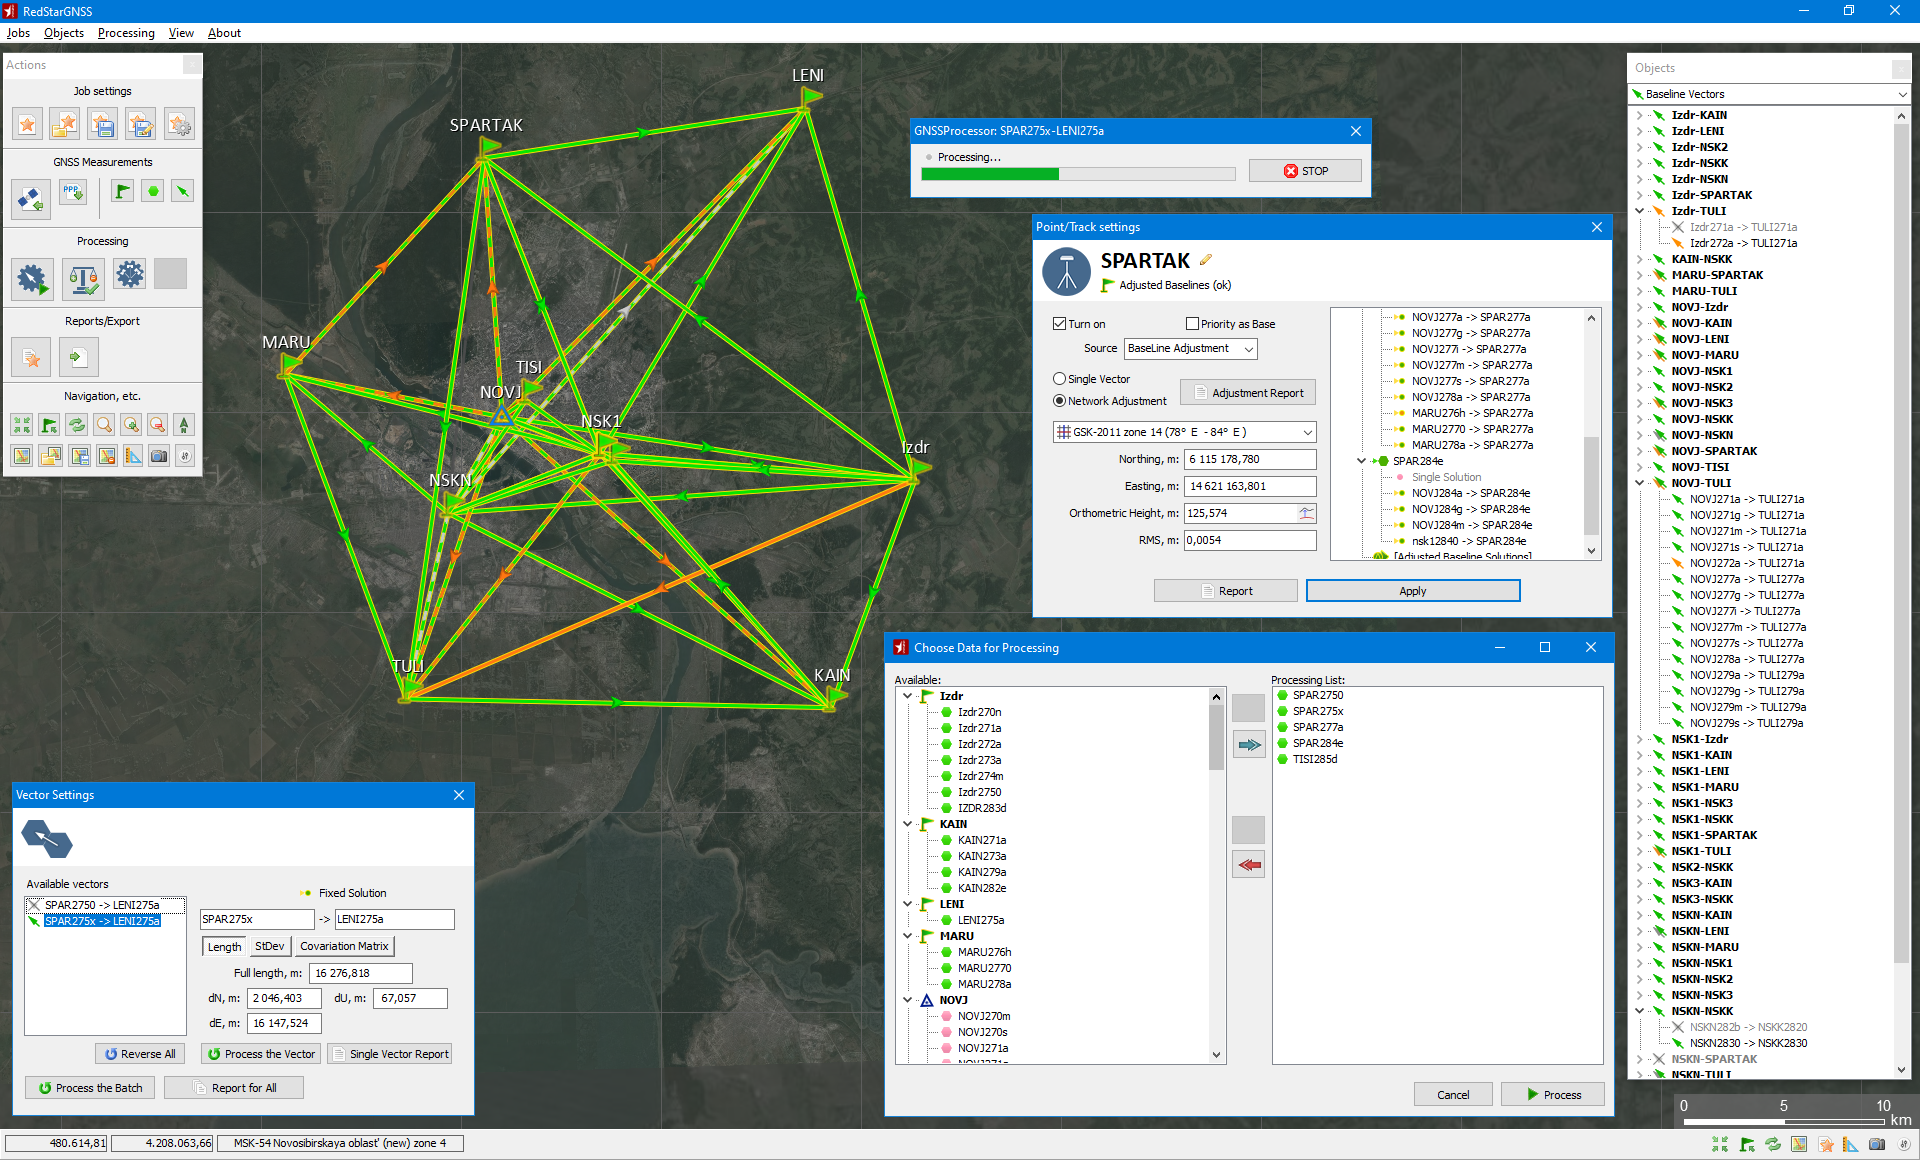 RedStarGNSS
Jobs Objects Processing View About
Actions
Job settings
GNSS Measurements
PPP
Processing
Reports/Export
Navigation, etc.
LENI
SPARTAK
MARU
TISI
NOVJ
NSK1
Izdr
NSKN
TULI
KAIN
GNSSProcessor: SPAR275x-LENI275a
Processing...
STOP
Point/Track settings
SPARTAK
Adjusted Baselines (ok)
Turn on
Priority as Base
Source
BaseLine Adjustment
Single Vector
Network Adjustment
Adjustment Report
GSK-2011 zone 14 (78° E - 84° E )
Northing, m: 6 115 178,780
Easting, m: 14 621 163,801
Orthometric Height, m: 125,574
RMS, m: 0,0054
NOVJ277a -> SPAR277a
NOVJ277g -> SPAR277a
NOVJ277i -> SPAR277a
NOVJ277m -> SPAR277a
NOVJ277s -> SPAR277a
NOVJ278a -> SPAR277a
MARU276h -> SPAR277a
MARU2770 -> SPAR277a
MARU278a -> SPAR277a
SPAR284e
Single Solution
NOVJ284a -> SPAR284e
NOVJ284g -> SPAR284e
NOVJ284m -> SPAR284e
nsk12840 -> SPAR284e
[Adjusted Baseline Solutions]
Report
Apply
Choose Data for Processing
Available:
Izdr
Izdr270n
Izdr271a
Izdr272a
Izdr273a
Izdr274m
Izdr2750
IZDR283d
KAIN
KAIN271a
KAIN273a
KAIN279a
KAIN282e
LENI
LENI275a
MARU
MARU276h
MARU2770
MARU278a
NOVJ
NOVJ270m
NOVJ270s
NOVJ271a
Processing List:
SPAR2750
SPAR275x
SPAR277a
SPAR284e
TISI285d
Cancel
Process
Vector Settings
Available vectors
SPAR2750 -> LENI275a
SPAR275x -> LENI275a
Fixed Solution
SPAR275x -> LENI275a
Length StDev Covariation Matrix
Full length, m: 16 276,818
dN, m: 2 046,403 dU, m: 67,057
dE, m: 16 147,524
Reverse All
Process the Vector
Single Vector Report
Process the Batch
Report for All
Objects
Baseline Vectors
Izdr-KAIN
Izdr-LENI
Izdr-NSK2
Izdr-NSKK
Izdr-NSKN
Izdr-SPARTAK
Izdr-TULI
Izdr271a -> TULI271a
Izdr272a -> TULI271a
KAIN-NSKK
MARU-SPARTAK
MARU-TULI
NOVJ-Izdr
NOVJ-KAIN
NOVJ-LENI
NOVJ-MARU
NOVJ-NSK1
NOVJ-NSK2
NOVJ-NSK3
NOVJ-NSKK
NOVJ-NSKN
NOVJ-SPARTAK
NOVJ-TISI
NOVJ-TULI
NOVJ271a -> TULI271a
NOVJ271g -> TULI271a
NOVJ271m -> TULI271a
NOVJ271s -> TULI271a
NOVJ272a -> TULI271a
NOVJ277a -> TULI277a
NOVJ277g -> TULI277a
NOVJ277i -> TULI277a
NOVJ277m -> TULI277a
NOVJ277s -> TULI277a
NOVJ278a -> TULI277a
NOVJ279a -> TULI279a
NOVJ279g -> TULI279a
NOVJ279m -> TULI279a
NOVJ279s -> TULI279a
NSK1-Izdr
NSK1-KAIN
NSK1-LENI
NSK1-MARU
NSK1-NSK3
NSK1-NSKK
NSK1-SPARTAK
NSK1-TULI
NSK2-NSKK
NSK3-KAIN
NSK3-NSKK
NSKN-KAIN
NSKN-LENI
NSKN-MARU
NSKN-NSK1
NSKN-NSK2
NSKN-NSK3
NSKN-NSKK
NSKN282b -> NSKK2820
NSKN2830 -> NSKK2830
NSKN-SPARTAK
NSKN-TULI
0 5 10
km
480.614,81 4.208.063,66 MSK-54 Novosibirskaya oblast' (new) zone 4